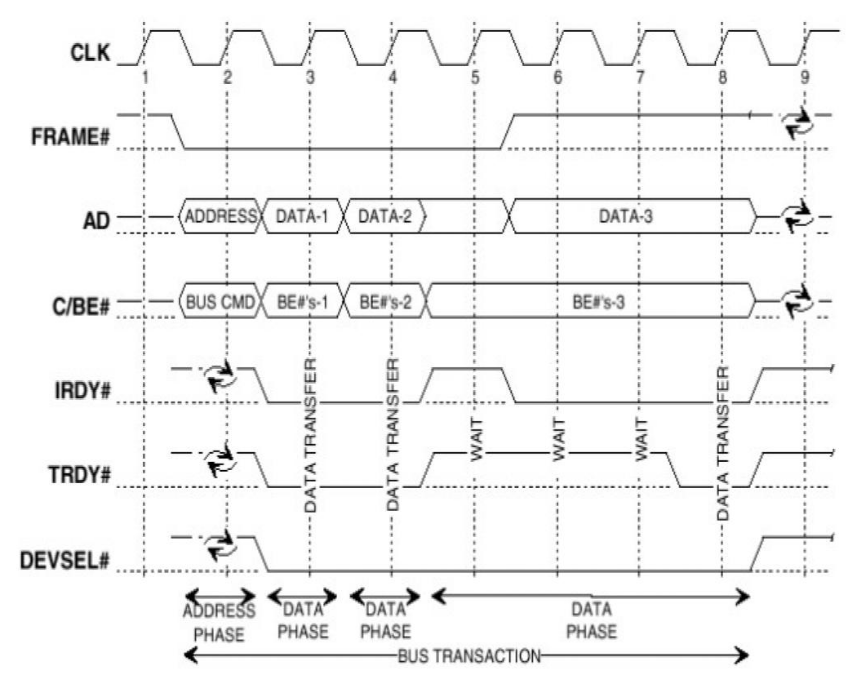 CLK
1 2 3 4 5 6 7 8 9
FRAME#
AD ADDRESS DATA-1 DATA-2 DATA-3
C/BE# BUS CMD BE#'s-1 BE#'s-2 BE#'s-3
IRDY#
DATA TRANSFER DATA TRANSFER WAIT WAIT WAIT DATA TRANSFER
TRDY#
DEVSEL#
ADDRESS DATA DATA DATA
PHASE PHASE PHASE PHASE
BUS TRANSACTION